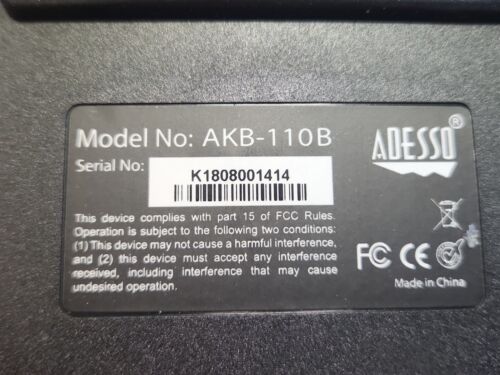 Model No: AKB-110B
ADESSO®
Serial No:
K1808001414
This device complies with part 15 of FCC Rules.
Operation is subject to the following two conditions:
(1) This device may not cause a harmful interference,
and (2) this device must accept any interference
received, including interference that may cause
undesired operation.
FC CE
Made in China